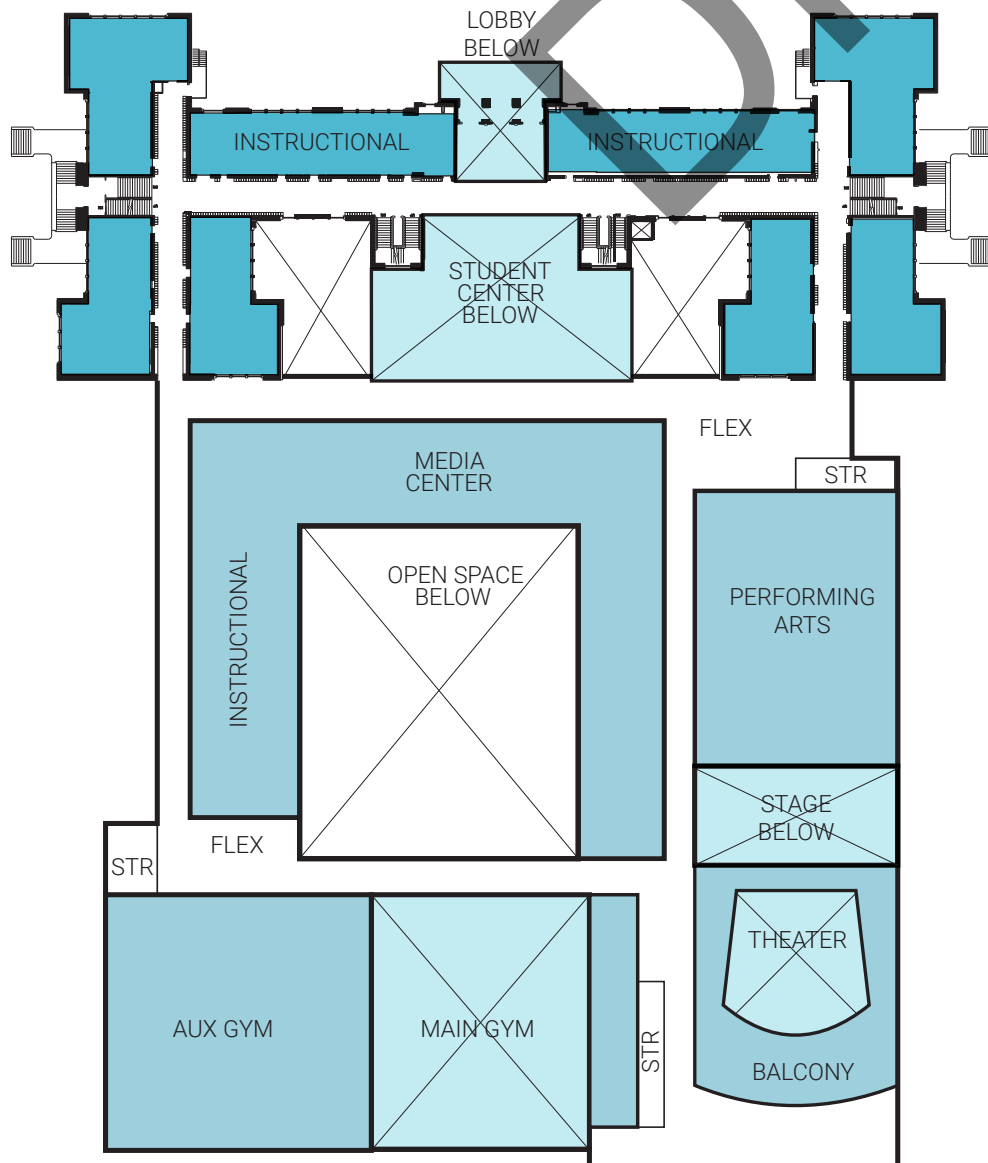 LOBBY
BELOW
INSTRUCTIONAL
INSTRUCTIONAL
STUDENT
CENTER
BELOW
FLEX
MEDIA
CENTER
STR
OPEN SPACE
BELOW
INSTRUCTIONAL
PERFORMING
ARTS
STAGE
BELOW
FLEX
STR
THEATER
AUX GYM
MAIN GYM
STR
BALCONY